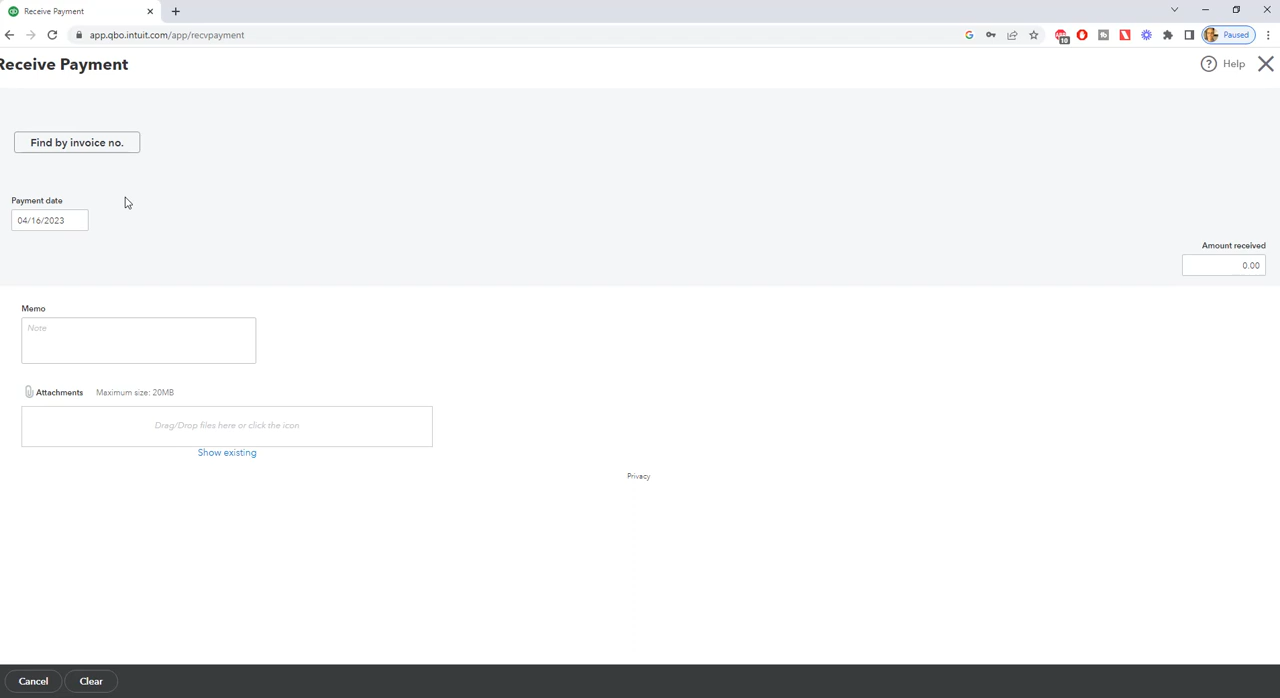 Receive Payment
app.qbo.intuit.com/app/recvpayment
19
Paused
Receive Payment
Help
Find by invoice no.
Payment date
04/16/2023
Amount received
0.00
Memo
Note
Attachments Maximum size: 20MB
Drag/Drop files here or click the icon
Show existing
Privacy
Cancel Clear